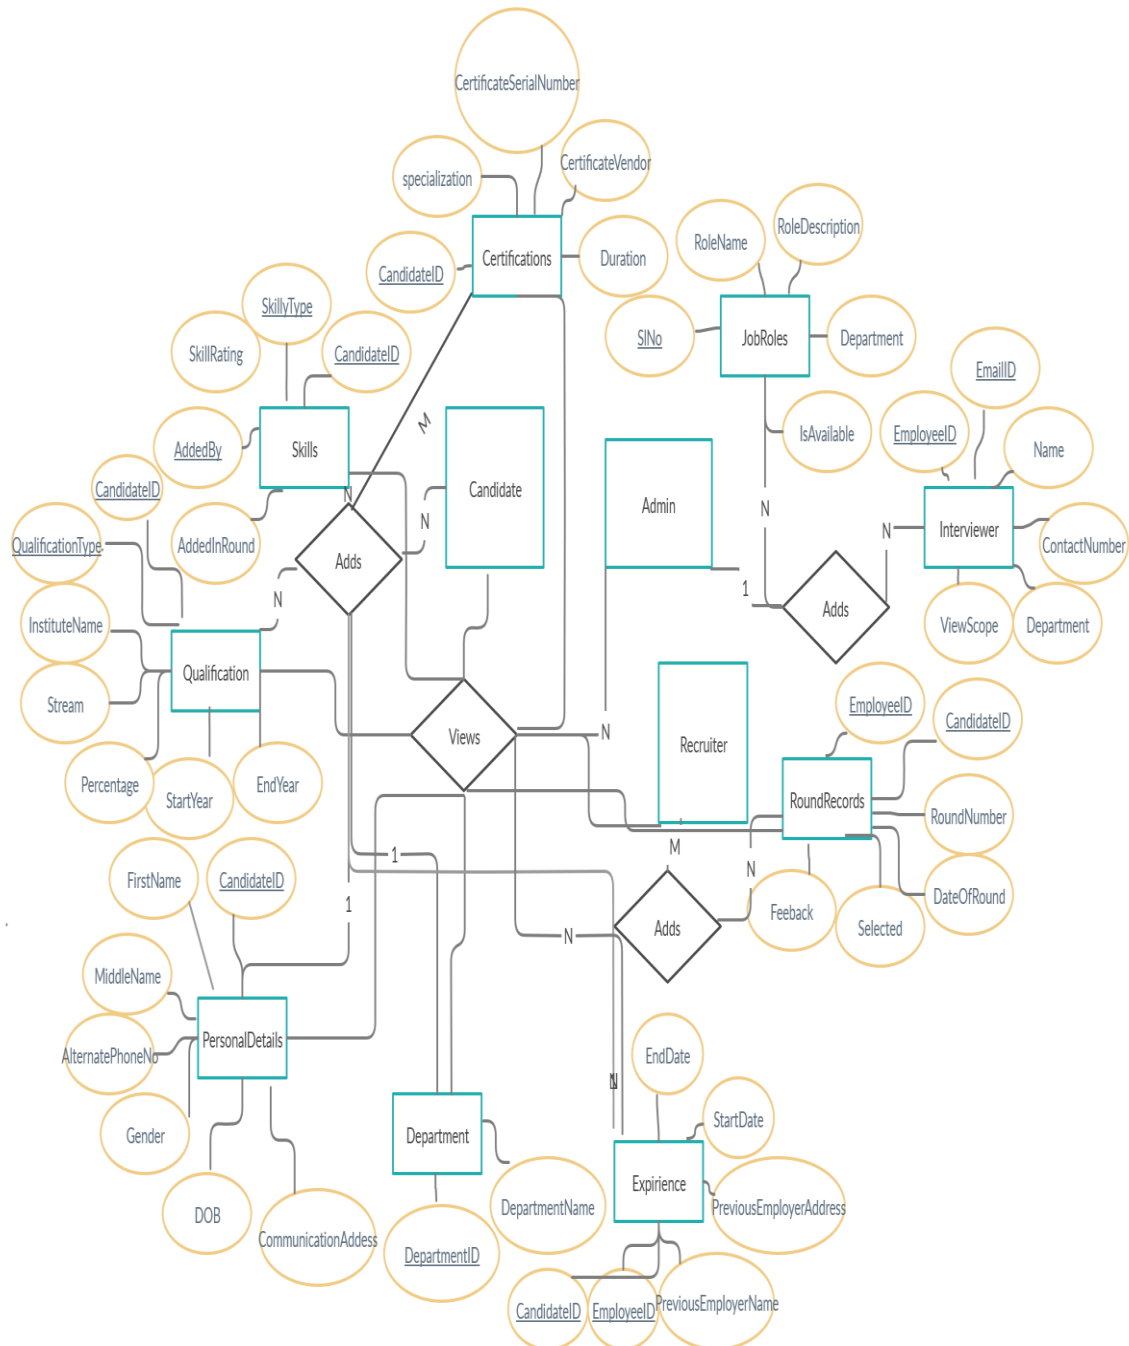 CertificateSerialNumber
CertificateVendor
specialization
Certifications
Duration
CandidateID
RoleName
RoleDescription
SlNo
JobRoles
Department
IsAvailable
SkillyType
SkillRating
CandidateID
AddedBy
Skills
AddedInRound
M
N
Candidate
Admin
EmailID
EmployeeID
Name
Interviewer
ContactNumber
ViewScope
Department
CandidateID
QualificationType
InstituteName
Stream
Qualification
Percentage
StartYear
EndYear
Adds
N
N
N
N
1
Adds
Views
N
Recruiter
EmployeeID
CandidateID
RoundRecords
RoundNumber
DateOfRound
Selected
Feeback
M
N
Adds
1
1
N
N
FirstName
CandidateID
MiddleName
AlternatePhoneNo
PersonalDetails
Gender
DOB
CommunicationAddess
Department
DepartmentName
DepartmentID
EndDate
StartDate
Expirience
PreviousEmployerAddress
CandidateID
EmployeeID
PreviousEmployerName